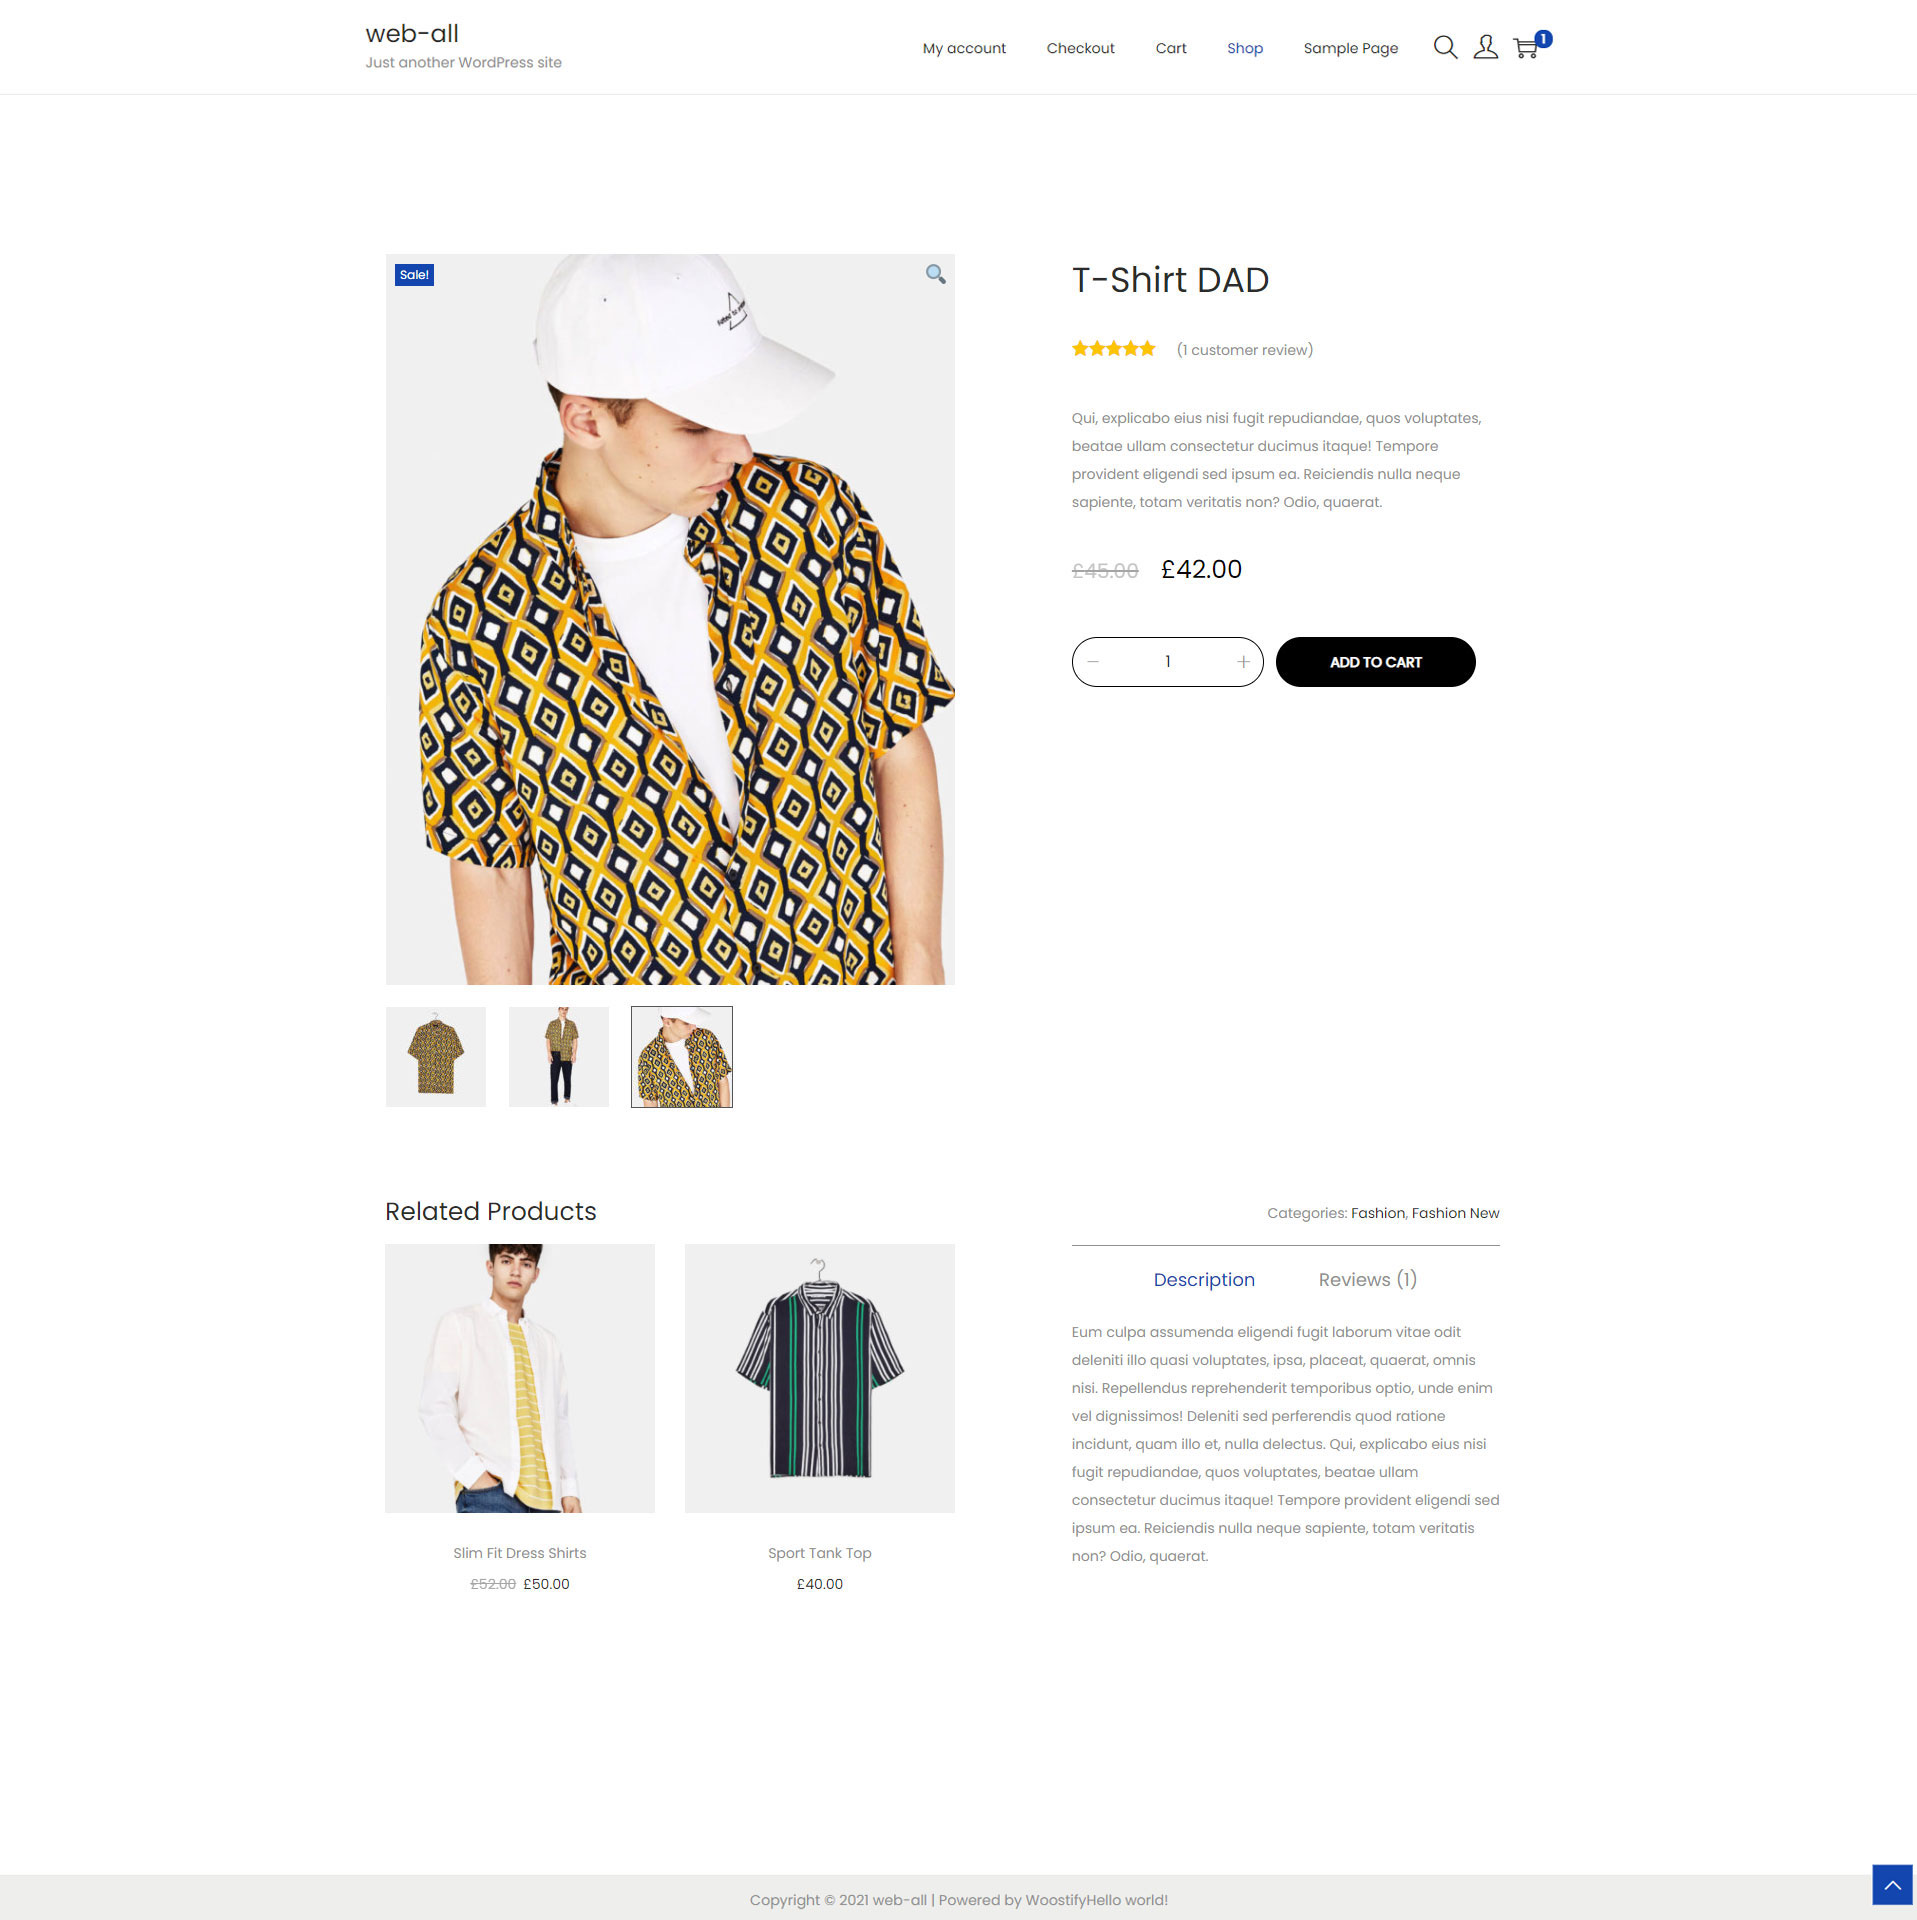 web-all
Just another WordPress site
My account
Checkout
Cart
Shop
Sample Page
1
Sale!
T-Shirt DAD
(1 customer review)
Qui, explicabo eius nisi fugit repudiandae, quos voluptates,
beatae ullam consectetur ducimus itaque! Tempore
provident eligendi sed ipsum ea. Reiciendis nulla neque
sapiente, totam veritatis non? Odio, quaerat.
£45.00 £42.00
1
ADD TO CART
Related Products
Slim Fit Dress Shirts
£52.00 £50.00
Sport Tank Top
£40.00
Categories: Fashion, Fashion New
Description
Reviews (1)
Eum culpa assumenda eligendi fugit laborum vitae odit
deleniti illo quasi voluptates, ipsa, placeat, quaerat, omnis
nisi. Repellendus reprehenderit temporibus optio, unde enim
vel dignissimos! Deleniti sed perferendis quod ratione
incidunt, quam illo et, nulla delectus. Qui, explicabo eius nisi
fugit repudiandae, quos voluptates, beatae ullam
consectetur ducimus itaque! Tempore provident eligendi sed
ipsum ea. Reiciendis nulla neque sapiente, totam veritatis
non? Odio, quaerat.
Copyright © 2021 web-all | Powered by WoostifyHello world!